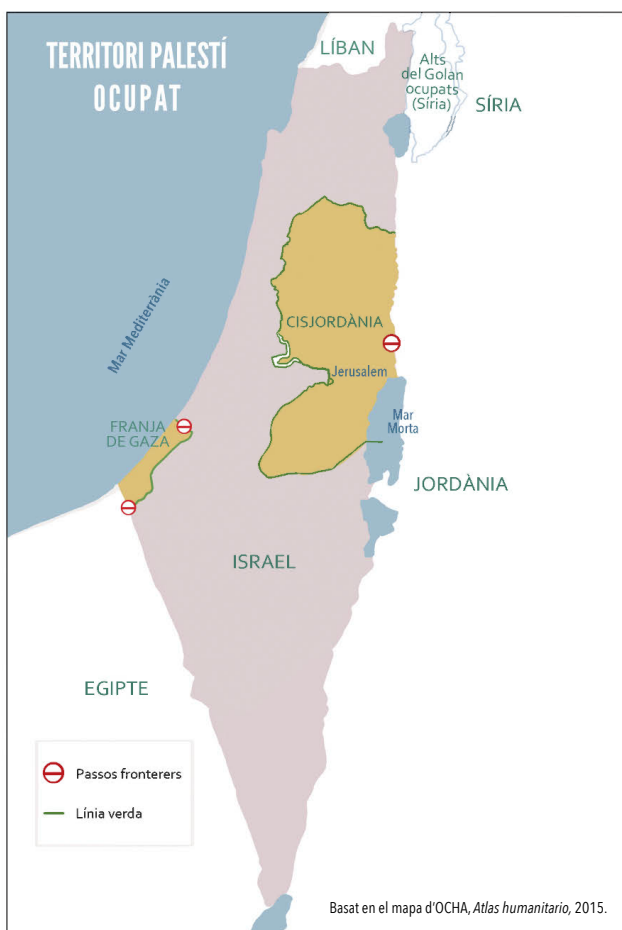 TERRITORI PALESTÍ
OCUPAT
LÍBAN
Alts
del Golan
ocupats
(Síria)
SÍRIA
Mar Mediterrània
CISJORDÀNIA
Jerusalem
Mar
Morta
FRANJA
DE GAZA
JORDÀNIA
ISRAEL
EGIPTE
Passos fronterers
Línia verda
Basat en el mapa d'OCHA, Atlas humanitario, 2015.